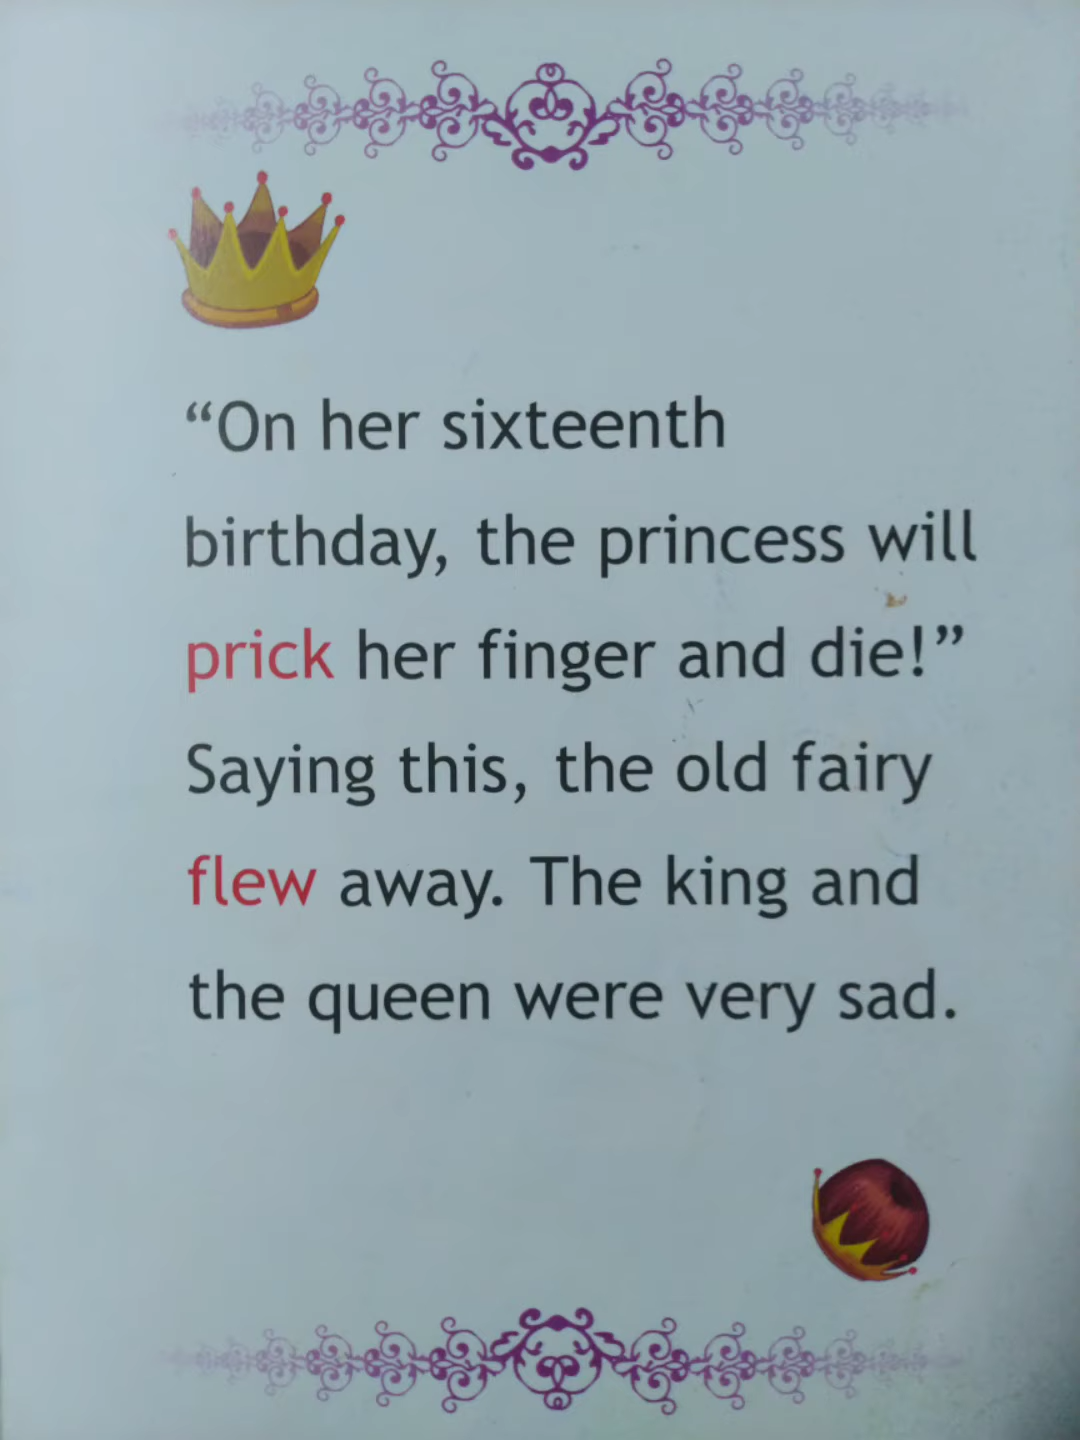 “On her sixteenth
birthday, the princess will
prick her finger and die!”
Saying this, the old fairy
flew away. The king and
the queen were very sad.